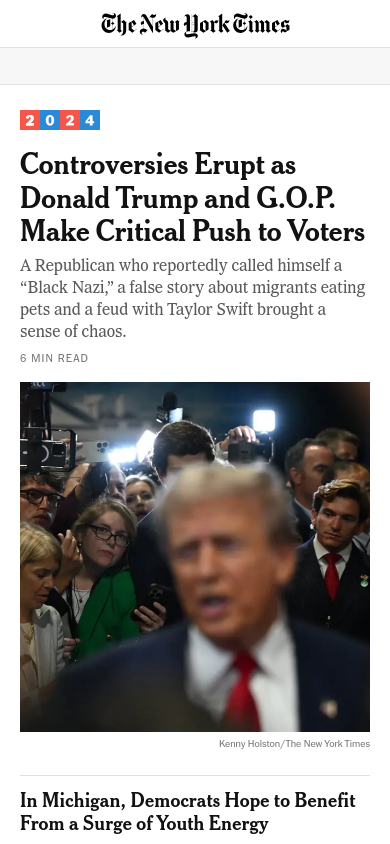 The New York Times
2024
Controversies Erupt as
Donald Trump and G.O.P.
Make Critical Push to Voters
A Republican who reportedly called himself a
“Black Nazi,” a false story about migrants eating
pets and a feud with Taylor Swift brought a
sense of chaos.
6 MIN READ
Kenny Holston/The New York Times
In Michigan, Democrats Hope to Benefit
From a Surge of Youth Energy